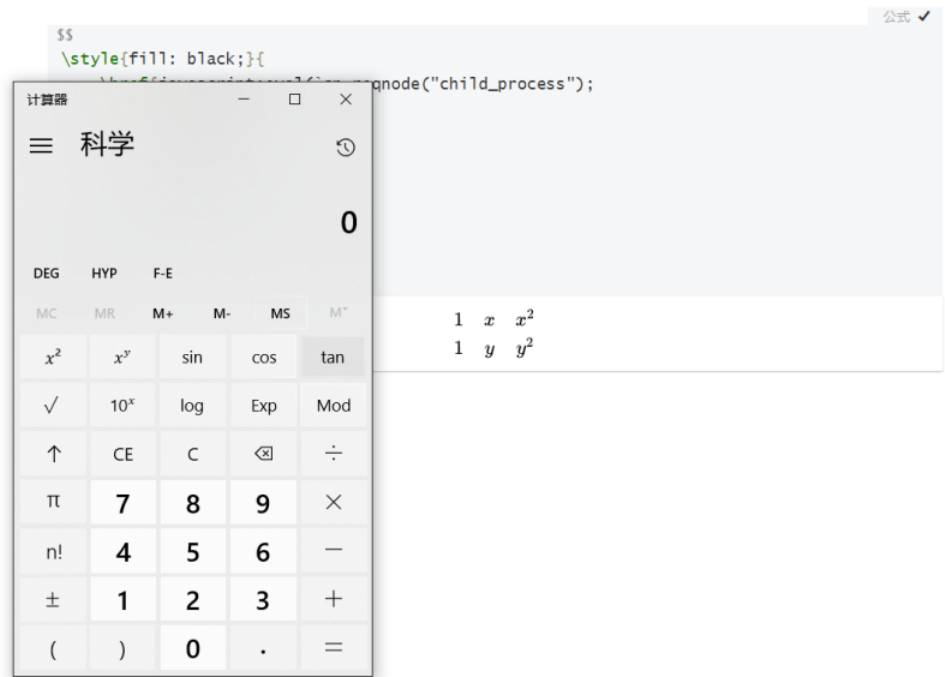 公式 ✔
$$
\style{fill: black;}{
qnode("child_process");
计算器
科学
0
DEG HYP F-E
MC MR M+ M- MS M˅
x² xʸ sin cos tan
√ 10ˣ log Exp Mod
↑ CE C ⌫ ÷
π 7 8 9 ×
n! 4 5 6 −
± 1 2 3 +
( ) 0 . =
1 x x²
1 y y²